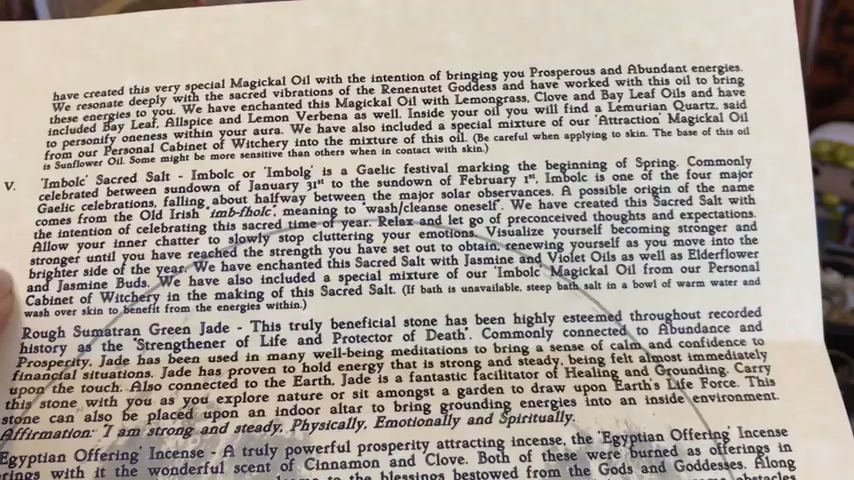 have created this very special Magickal Oil with the intention of bringing you Prosperous and Abundant energies.
We resonate deeply with the sacred vibrations of the Renenutet Goddess and have worked with this oil to bring
these energies to you. We have enchanted this Magickal Oil with Lemongrass, Clove and Bay Leaf Oils and have
included Bay Leaf, Allspice and Lemon Verbena as well. Inside your oil you will find a Lemurian Quartz, said
to personify oneness within your aura. We have also included a special mixture of our 'Attraction' Magickal Oil
from our Personal Cabinet of Witchery into the mixture of this oil. (Be careful when applying to skin. The base of this oil
is Sunflower Oil. Some might be more sensitive than others when in contact with skin.)
V. 'Imbolc' Sacred Salt - Imbolc or 'Imbolg' is a Gaelic festival marking the beginning of Spring. Commonly
celebrated between sundown of January 31st to the sundown of February 1st. Imbolc is one of the four major
Gaelic celebrations, falling about halfway between the major solar observances. A possible origin of the name
comes from the Old Irish 'imb-fholc', meaning to 'wash/cleanse oneself'. We have created this Sacred Salt with
the intention of celebrating this sacred time of year. Relax and let go of preconceived thoughts and expectations.
Allow your inner chatter to slowly stop cluttering your emotions. Visualize yourself becoming stronger and
stronger until you have reached the strength you have set out to obtain, renewing yourself as you move into the
brighter side of the year. We have enchanted this Sacred Salt with Jasmine and Violet Oils as well as Elderflower
and Jasmine Buds. We have also included a special mixture of our 'Imbolc' Magickal Oil from our Personal
Cabinet of Witchery in the making of this Sacred Salt. (If bath is unavailable, steep bath salt in a bowl of warm water and
wash over skin to benefit from the energies within.)
Rough Sumatran Green Jade - This truly beneficial stone has been highly esteemed throughout recorded
history as the 'Strengthener of Life and Protector of Death'. Commonly connected to Abundance and
Prosperity, Jade has been used in many well-being meditations to bring a sense of calm and confidence to
financial situations. Jade has proven to hold energy that is strong and steady, being felt almost immediately
upon the touch. Also connected to the Earth, Jade is a fantastic facilitator of Healing and Grounding. Carry
this stone with you as you explore nature or sit amongst a garden to draw upon Earth's Life Force. This
stone can also be placed upon an indoor altar to bring grounding energies into an inside environment.
Affirmation: 'I am strong and steady, Physically, Emotionally and Spiritually.
'Egyptian Offering' Incense - A truly powerful prosperity attracting incense, the 'Egyptian Offering' Incense
with it the wonderful scent of Cinnamon and Clove. Both of these were burned as offerings in
to the blessings bestowed from the Gods and Goddesses. Along
obstacles